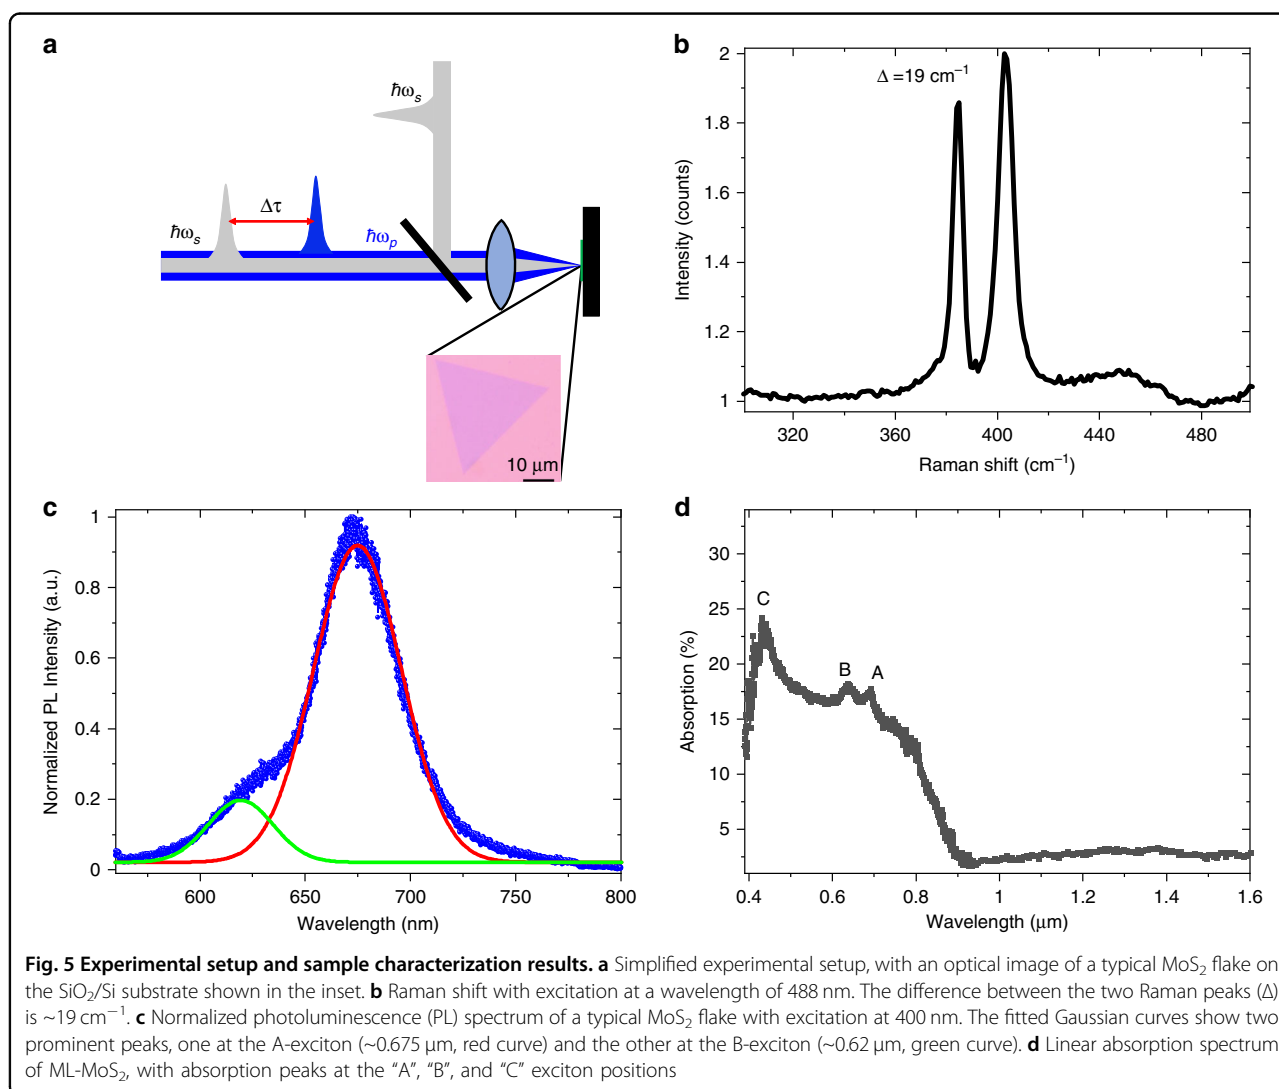 a
ħωs
Δτ
ħωs
ħωp
10 μm
b
Δ =19 cm⁻¹
2
1.8
1.6
1.4
1.2
1
Intensity (counts)
320 360 400 440 480
Raman shift (cm⁻¹)
c
1
0.8
0.6
0.4
0.2
0
Normalized PL Intensity (a.u.)
600 650 700 750 800
Wavelength (nm)
d
30
25
20
15
10
5
Absorption (%)
C
B
A
0.4 0.6 0.8 1 1.2 1.4 1.6
Wavelength (μm)
Fig. 5 Experimental setup and sample characterization results. a Simplified experimental setup, with an optical image of a typical MoS₂ flake on
the SiO₂/Si substrate shown in the inset. b Raman shift with excitation at a wavelength of 488 nm. The difference between the two Raman peaks (Δ)
is ~19 cm⁻¹. c Normalized photoluminescence (PL) spectrum of a typical MoS₂ flake with excitation at 400 nm. The fitted Gaussian curves show two
prominent peaks, one at the A-exciton (~0.675 μm, red curve) and the other at the B-exciton (~0.62 μm, green curve). d Linear absorption spectrum
of ML-MoS₂, with absorption peaks at the “A”, “B”, and “C” exciton positions